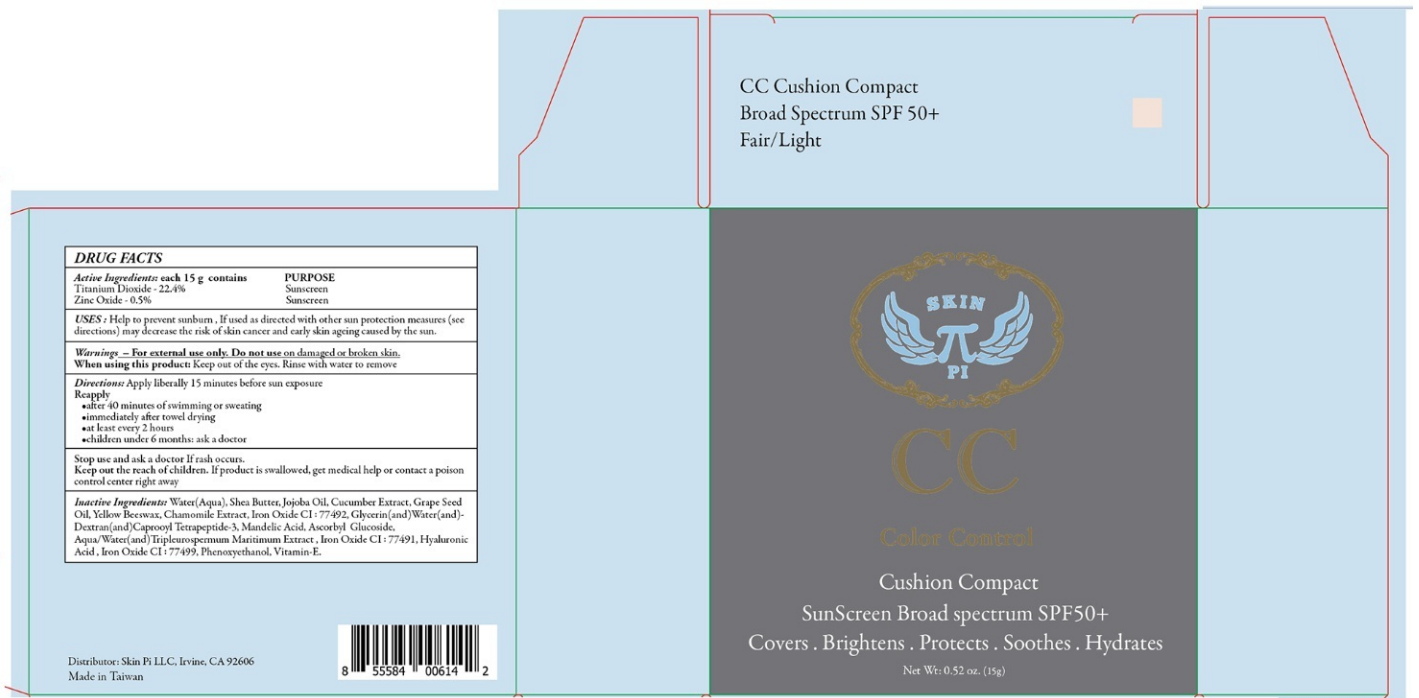 CC Cushion Compact
Broad Spectrum SPF 50+
Fair/Light
DRUG FACTS
Active Ingredients: each 15 g contains PURPOSE
Titanium Dioxide - 22.4% Sunscreen
Zinc Oxide - 0.5% Sunscreen
USES : Help to prevent sunburn , If used as directed with other sun protection measures (see
directions) may decrease the risk of skin cancer and early skin ageing caused by the sun.
Warnings – For external use only. Do not use on damaged or broken skin.
When using this product: Keep out of the eyes. Rinse with water to remove
Directions: Apply liberally 15 minutes before sun exposure
Reapply
•after 40 minutes of swimming or sweating
•immediately after towel drying
•at least every 2 hours
•children under 6 months: ask a doctor
Stop use and ask a doctor If rash occurs.
Keep out the reach of children. If product is swallowed, get medical help or contact a poison
control center right away
Inactive Ingredients: Water(Aqua), Shea Butter, Jojoba Oil, Cucumber Extract, Grape Seed
Oil, Yellow Beeswax, Chamomile Extract, Iron Oxide CI : 77492, Glycerin(and)Water(and)-
Dextran(and)Caprooyl Tetrapeptide-3, Mandelic Acid, Ascorbyl Glucoside,
Aqua/Water(and)Tripleurospermum Maritimum Extract , Iron Oxide CI : 77491, Hyaluronic
Acid , Iron Oxide CI : 77499, Phenoxyethanol, Vitamin-E.
Distributor: Skin Pi LLC, Irvine, CA 92606
Made in Taiwan
8 55584 00614 2
SKIN
π
PI
CC
Color Control
Cushion Compact
SunScreen Broad spectrum SPF50+
Covers . Brightens . Protects . Soothes . Hydrates
Net Wt: 0.52 oz. (15g)